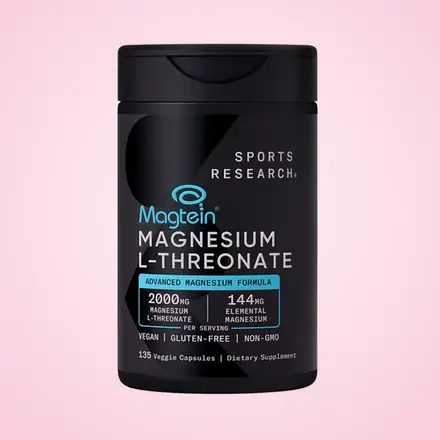 SPORTS
RESEARCH®
Magtein®
MAGNESIUM
L-THREONATE
ADVANCED MAGNESIUM FORMULA
2000MG 144MG
MAGNESIUM ELEMENTAL
L-THREONATE MAGNESIUM
PER SERVING
VEGAN | GLUTEN-FREE | NON-GMO
135 Veggie Capsules | Dietary Supplement